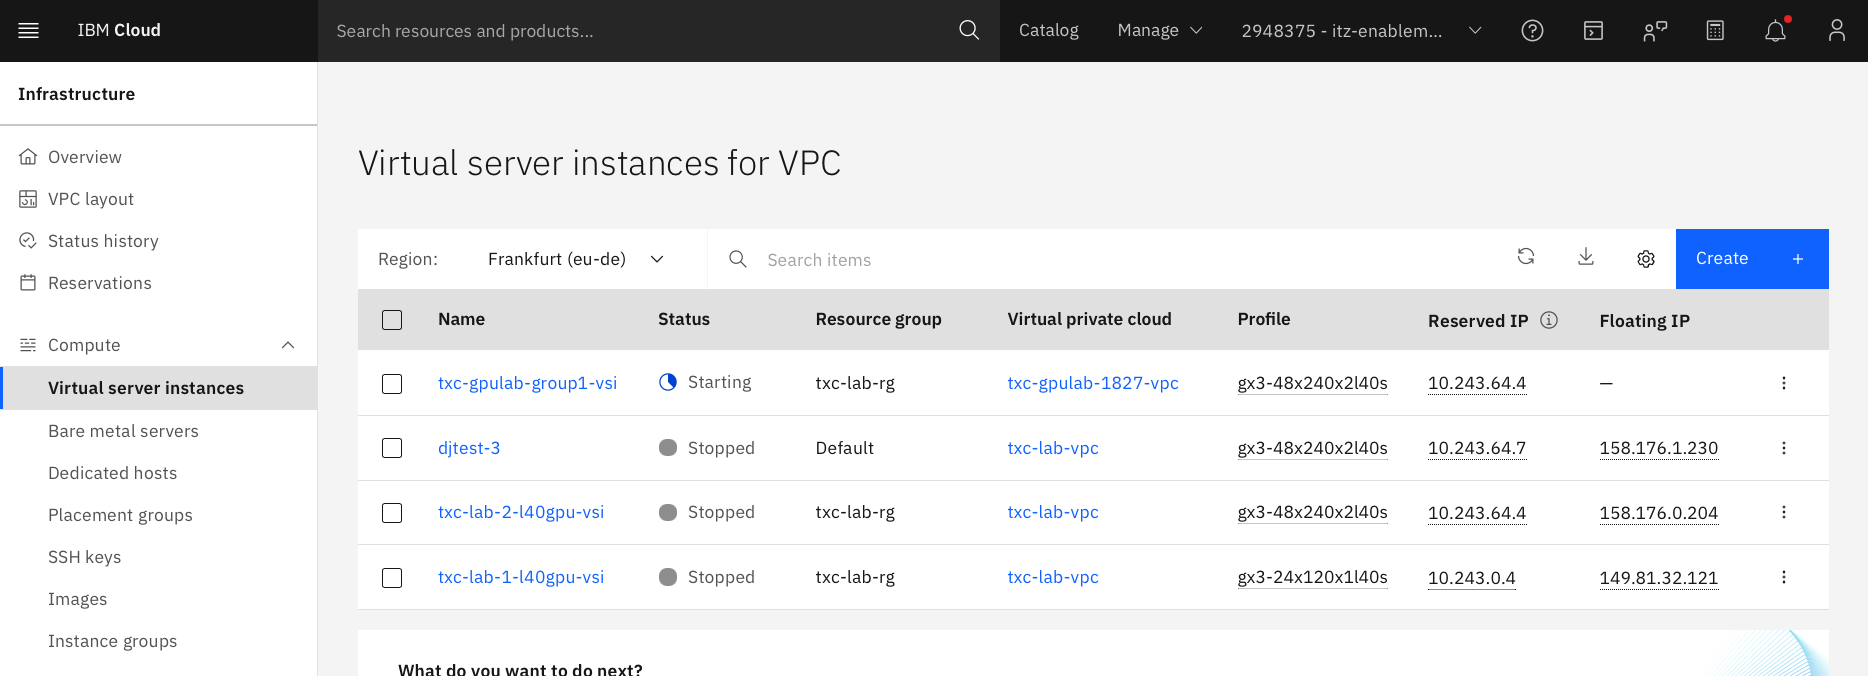 IBM Cloud
Search resources and products...
Catalog
Manage
2948375 - itz-enablem...
Infrastructure
Overview
VPC layout
Status history
Reservations
Compute
Virtual server instances
Bare metal servers
Dedicated hosts
Placement groups
SSH keys
Images
Instance groups
Virtual server instances for VPC
Region: Frankfurt (eu-de)
Search items
Create +
Name Status Resource group Virtual private cloud Profile Reserved IP Floating IP
txc-gpulab-group1-vsi Starting txc-lab-rg txc-gpulab-1827-vpc gx3-48x240x2l40s 10.243.64.4 —
djtest-3 Stopped Default txc-lab-vpc gx3-48x240x2l40s 10.243.64.7 158.176.1.230
txc-lab-2-l40gpu-vsi Stopped txc-lab-rg txc-lab-vpc gx3-48x240x2l40s 10.243.64.4 158.176.0.204
txc-lab-1-l40gpu-vsi Stopped txc-lab-rg txc-lab-vpc gx3-24x120x1l40s 10.243.0.4 149.81.32.121
What do you want to do next?